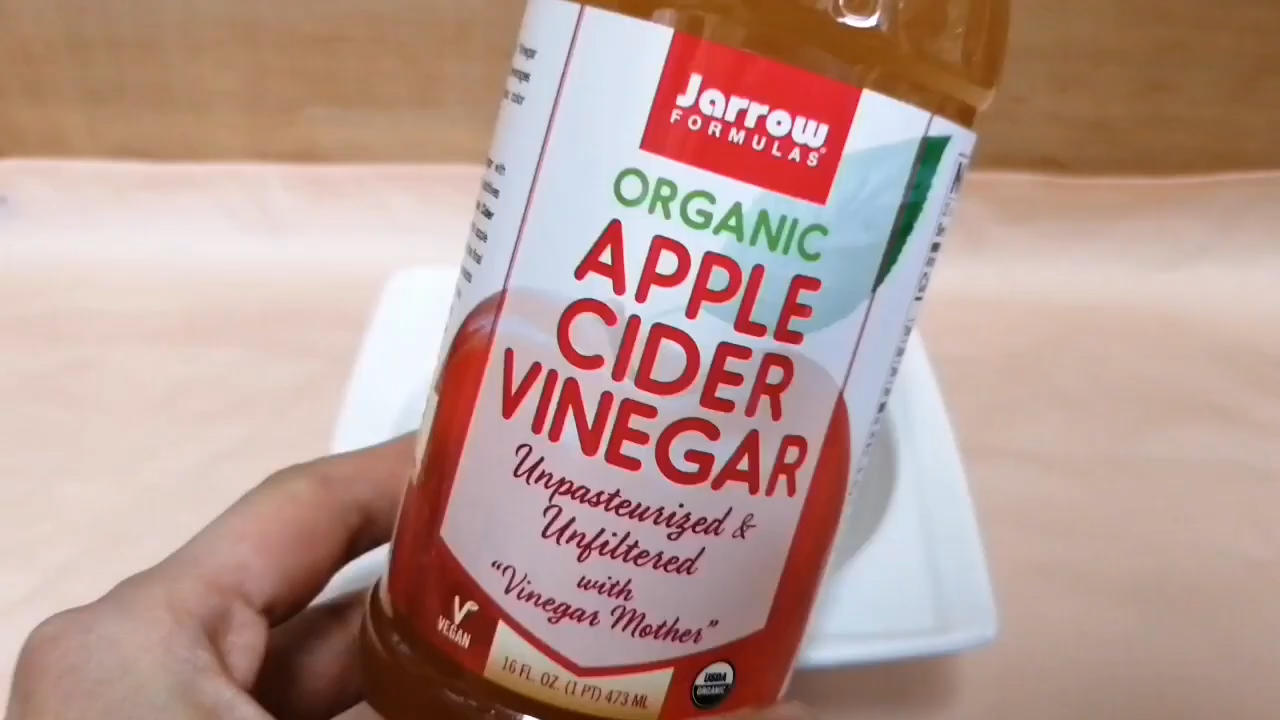 Jarrow
FORMULAS®
ORGANIC
APPLE
CIDER
VINEGAR
Unpasteurized &
Unfiltered
with
"Vinegar Mother"
VEGAN
16 FL. OZ. (1 PT) 473 ML
USDA
ORGANIC